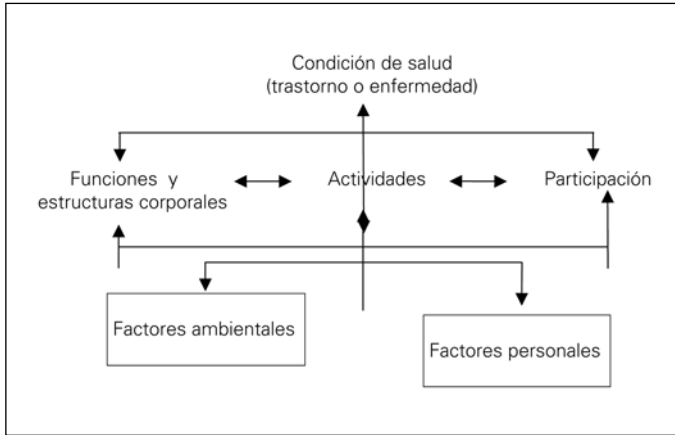 Condición de salud
(trastorno o enfermedad)
Funciones y
estructuras corporales
Actividades
Participación
Factores ambientales
Factores personales